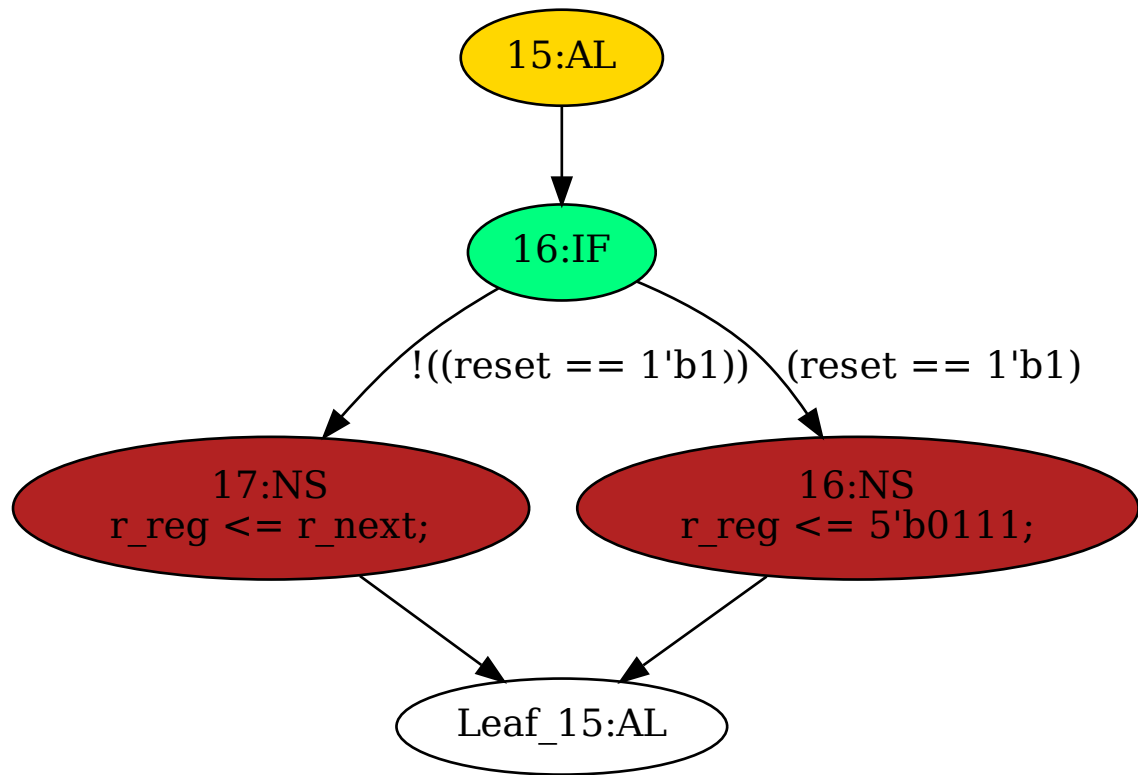 15:AL
16:IF
!((reset == 1'b1))
(reset == 1'b1)
17:NS
r_reg <= r_next;
16:NS
r_reg <= 5'b0111;
Leaf_15:AL